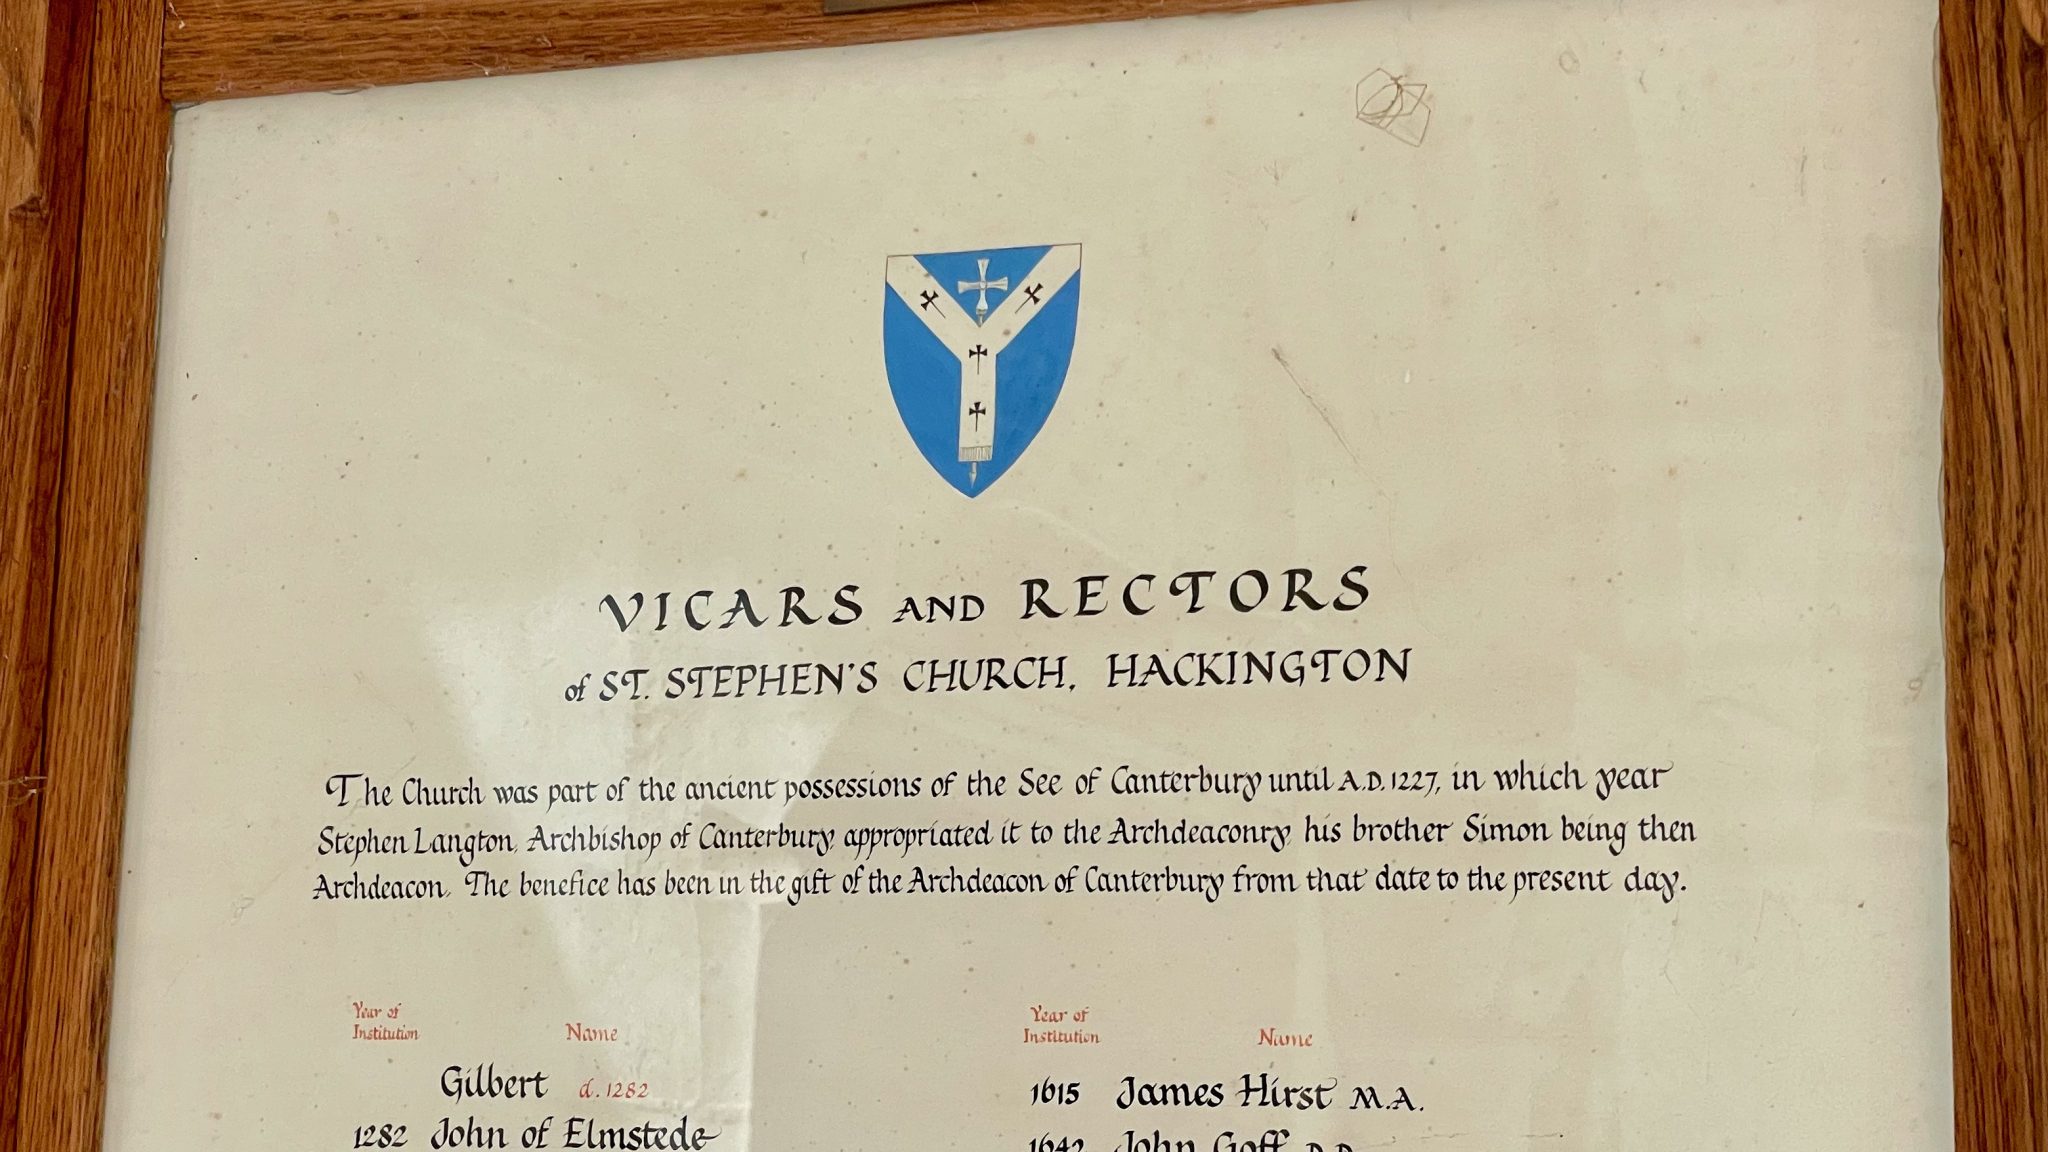 VICARS AND RECTORS
of ST. STEPHEN'S CHURCH, HACKINGTON
The Church was part of the ancient possessions of the See of Canterbury until A.D. 1227, in which year
Stephen Langton, Archbishop of Canterbury, appropriated it to the Archdeaconry, his brother Simon being then
Archdeacon. The benefice has been in the gift of the Archdeacon of Canterbury from that date to the present day.
Year of
Institution Name
Gilbert d. 1282
1282 John of Elmstede
Year of
Institution Name
1615 James Hirst M.A.
1642 John Goff D.D.